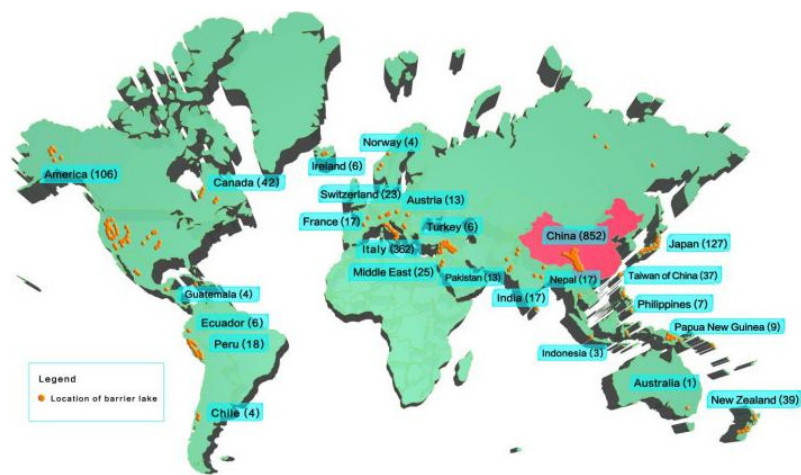 Norway (4)
Ireland (6)
America (106)
Canada (42)
Switzerland (23)
Austria (13)
France (17)
Turkey (6)
China (852)
Italy (362)
Japan (127)
Middle East (25)
Pakistan (13)
Nepal (17)
Taiwan of China (37)
Guatemala (4)
India (17)
Philippines (7)
Ecuador (6)
Papua New Guinea (9)
Peru (18)
Indonesia (3)
Legend
Location of barrier lake
Australia (1)
New Zealand (39)
Chile (4)